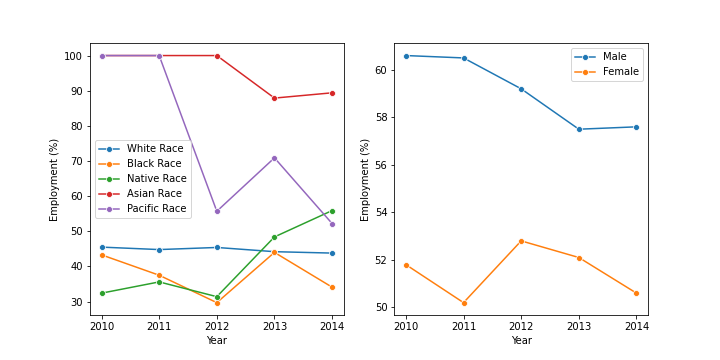 100
90
80
70
60
50
40
30
Employment (%)
White Race
Black Race
Native Race
Asian Race
Pacific Race
2010 2011 2012 2013 2014
Year
60
58
56
54
52
50
Employment (%)
Male
Female
2010 2011 2012 2013 2014
Year